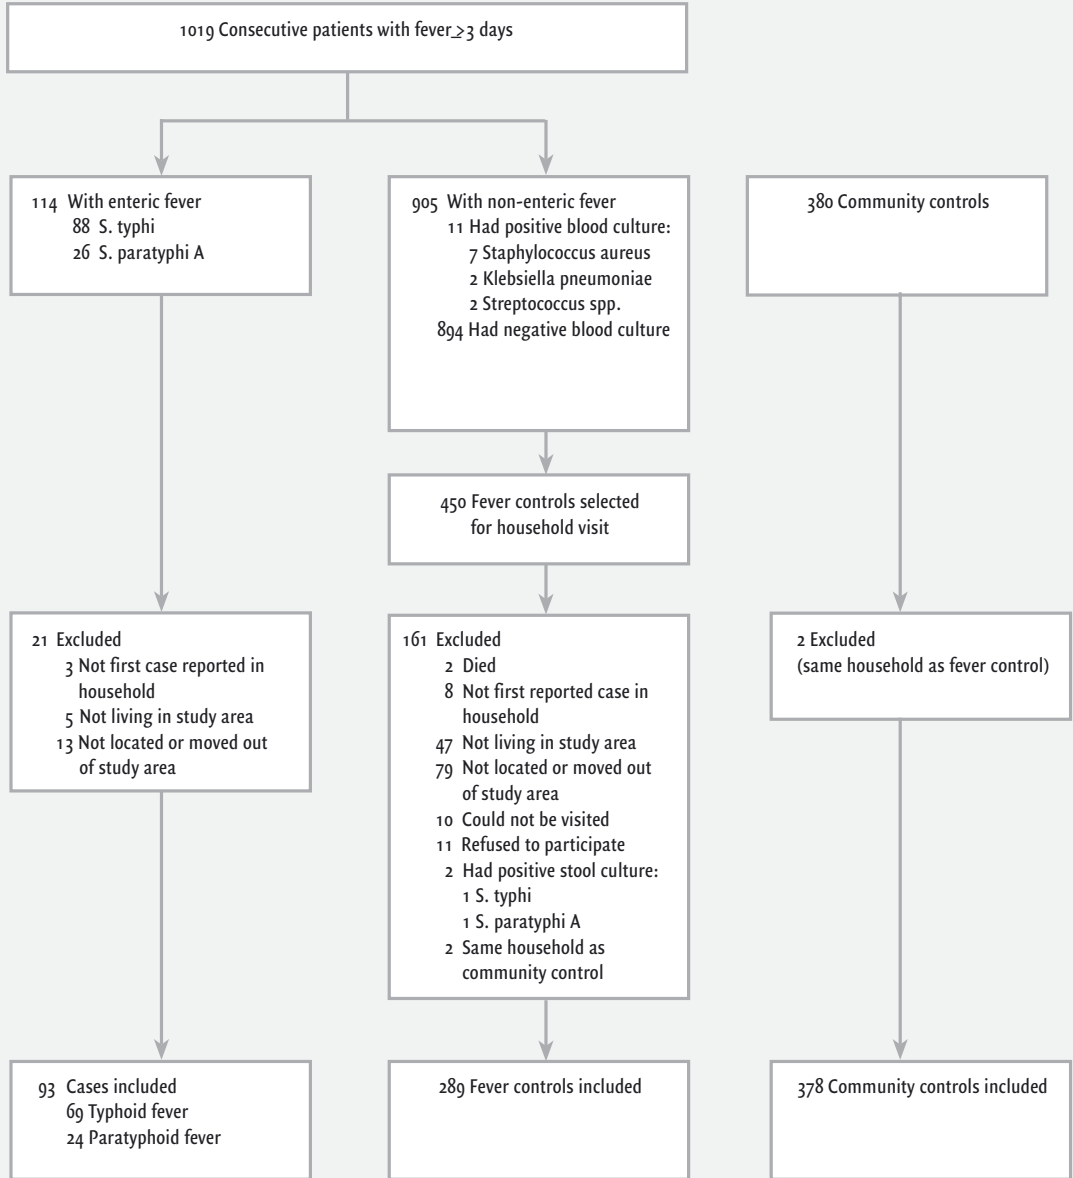 1019 Consecutive patients with fever ≥3 days
114 With enteric fever
88 S. typhi
26 S. paratyphi A
905 With non-enteric fever
11 Had positive blood culture:
7 Staphylococcus aureus
2 Klebsiella pneumoniae
2 Streptococcus spp.
894 Had negative blood culture
380 Community controls
450 Fever controls selected
for household visit
21 Excluded
3 Not first case reported in
household
5 Not living in study area
13 Not located or moved out
of study area
161 Excluded
2 Died
8 Not first reported case in
household
47 Not living in study area
79 Not located or moved out
of study area
10 Could not be visited
11 Refused to participate
2 Had positive stool culture:
1 S. typhi
1 S. paratyphi A
2 Same household as
community control
2 Excluded
(same household as fever control)
93 Cases included
69 Typhoid fever
24 Paratyphoid fever
289 Fever controls included
378 Community controls included